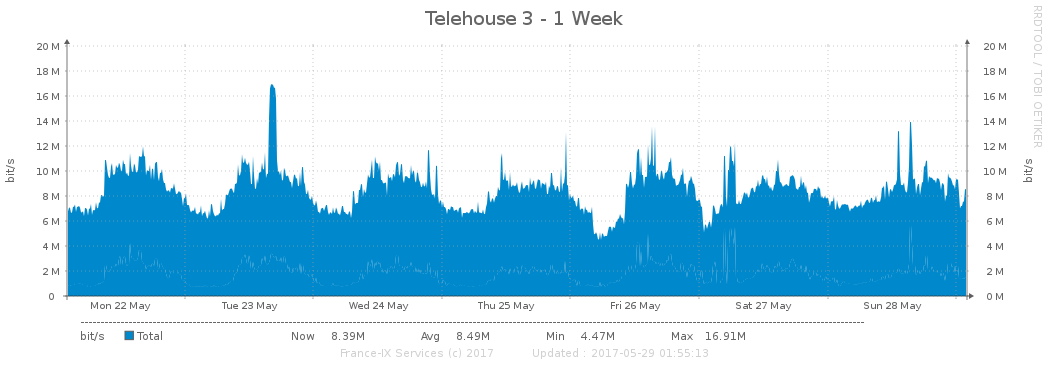 Telehouse 3 - 1 Week
RRDTOOL / TOBI OETIKER
bit/s
bit/s
20 M 20 M
18 M 18 M
16 M 16 M
14 M 14 M
12 M 12 M
10 M 10 M
8 M 8 M
6 M 6 M
4 M 4 M
2 M 2 M
0 0 M
Mon 22 May Tue 23 May Wed 24 May Thu 25 May Fri 26 May Sat 27 May Sun 28 May
bit/s Total Now 8.39M Avg 8.49M Min 4.47M Max 16.91M
France-IX Services (c) 2017 Updated : 2017-05-29 01:55:13